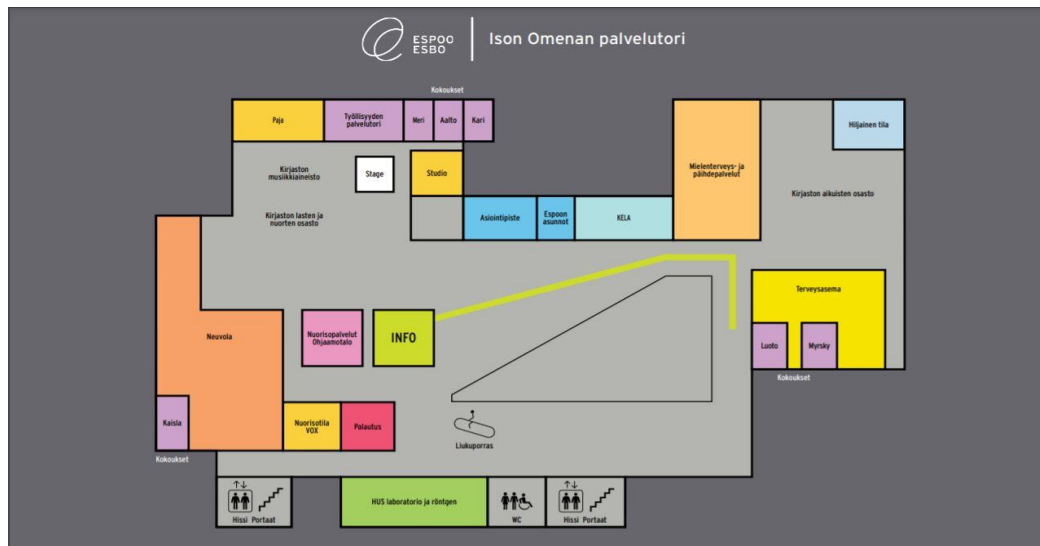 ESPOO
ESBO
Ison Omenan palvelutori
Kokoukset
Paja
Työllisyyden
palvelutori
Meri
Aalto
Kari
Hiljainen tila
Kirjaston
musiikkiaineisto
Stage
Studio
Mielenterveys- ja
päihdepalvelut
Kirjaston aikuisten osasto
Kirjaston lasten ja
nuorten osasto
Asiointipiste
Espoon
asunnot
KELA
Terveysasema
Neuvola
Nuorisopalvelut
Ohjaamotalo
INFO
Luoto
Myrsky
Kokoukset
Kaisla
Nuorisotila
VOX
Palautus
Liukuporras
Kokoukset
HUS laboratorio ja röntgen
Hissi Portaat
WC
Hissi Portaat